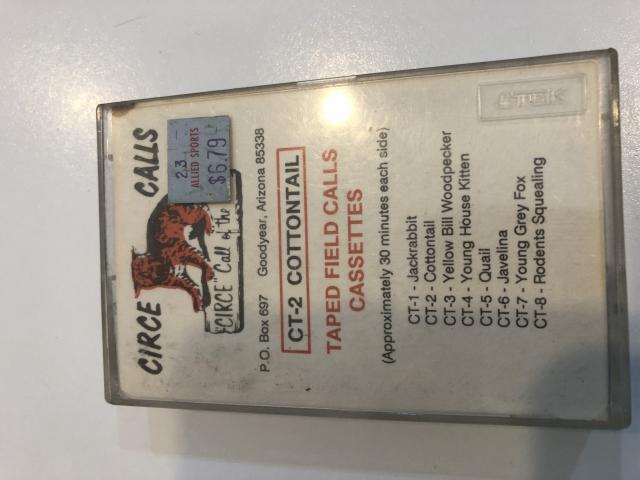 CIRCE CALLS
23
ALLIED SPORTS
$6.79
"CIRCE" Call of the
P.O. Box 697 Goodyear, Arizona 85338
CT-2 COTTONTAIL
TAPED FIELD CALLS
CASSETTES
(Approximately 30 minutes each side)
CT-1 - Jackrabbit
CT-2 - Cottontail
CT-3 - Yellow Bill Woodpecker
CT-4 - Young House Kitten
CT-5 - Quail
CT-6 - Javelina
CT-7 - Young Grey Fox
CT-8 - Rodents Squealing